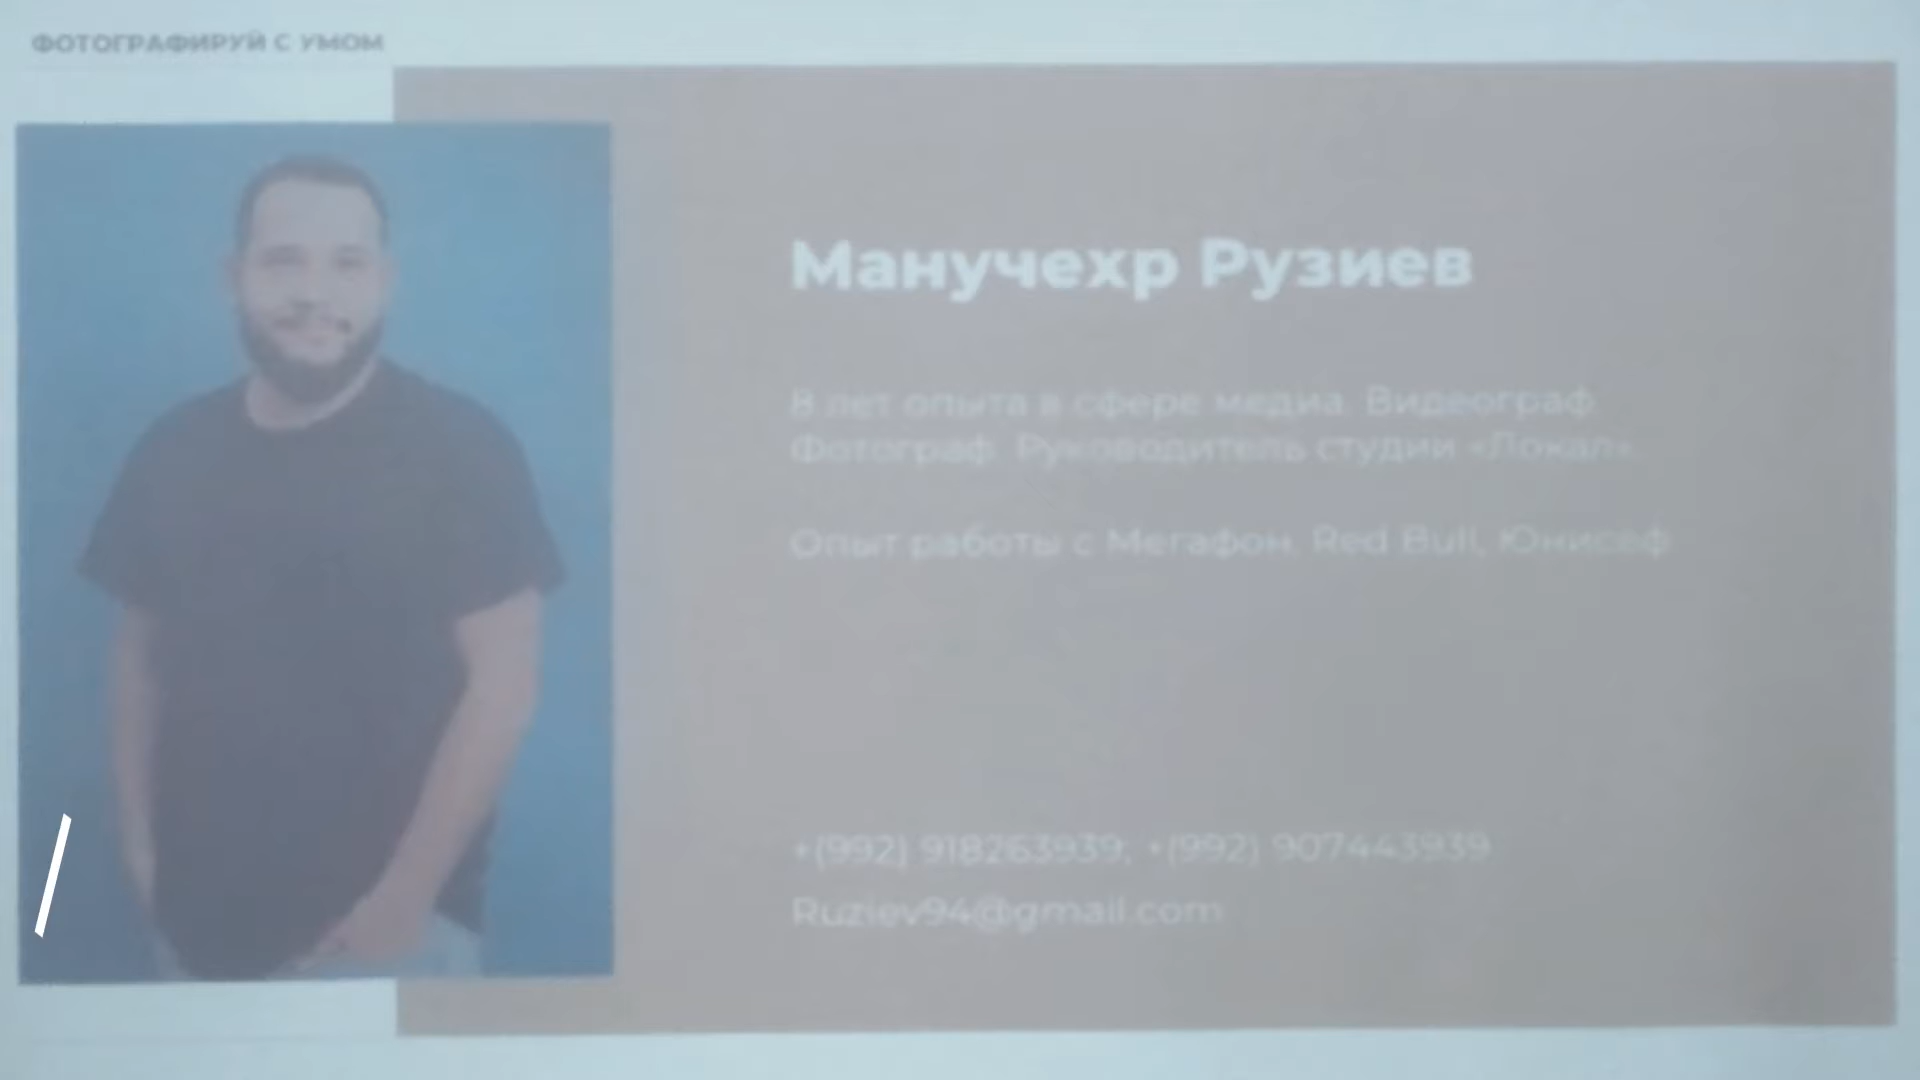 ФОТОГРАФИРУЙ С УМОМ
Манучехр Рузиев
8 лет опыта в сфере медиа. Видеограф.
Фотограф. Руководитель студии «Локал».
Опыт работы с Мегафон, Red Bull, Юнисеф
+(992) 918263939; +(992) 907443939
Ruziev94@gmail.com